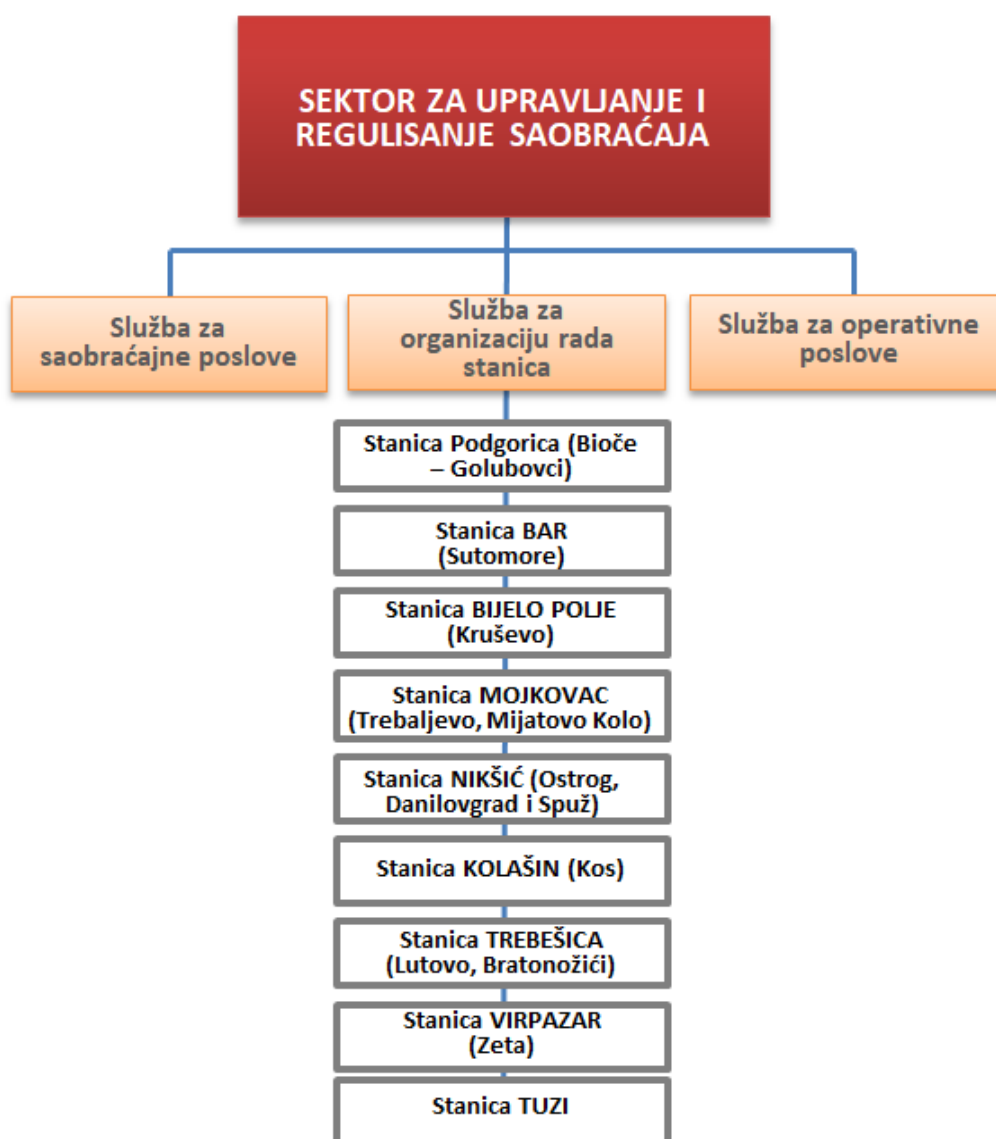 SEKTOR ZA UPRAVLJANJE I
REGULISANJE SAOBRAĆAJA
Služba za
saobraćajne poslove
Služba za
organizaciju rada
stanica
Služba za operativne
poslove
Stanica Podgorica (Bioče
– Golubovci)
Stanica BAR
(Sutomore)
Stanica BIJELO POLJE
(Kruševo)
Stanica MOJKOVAC
(Trebaljevo, Mijatovo Kolo)
Stanica NIKŠIĆ (Ostrog,
Danilovgrad i Spuž)
Stanica KOLAŠIN (Kos)
Stanica TREBEŠICA
(Lutovo, Bratonožići)
Stanica VIRPAZAR
(Zeta)
Stanica TUZI